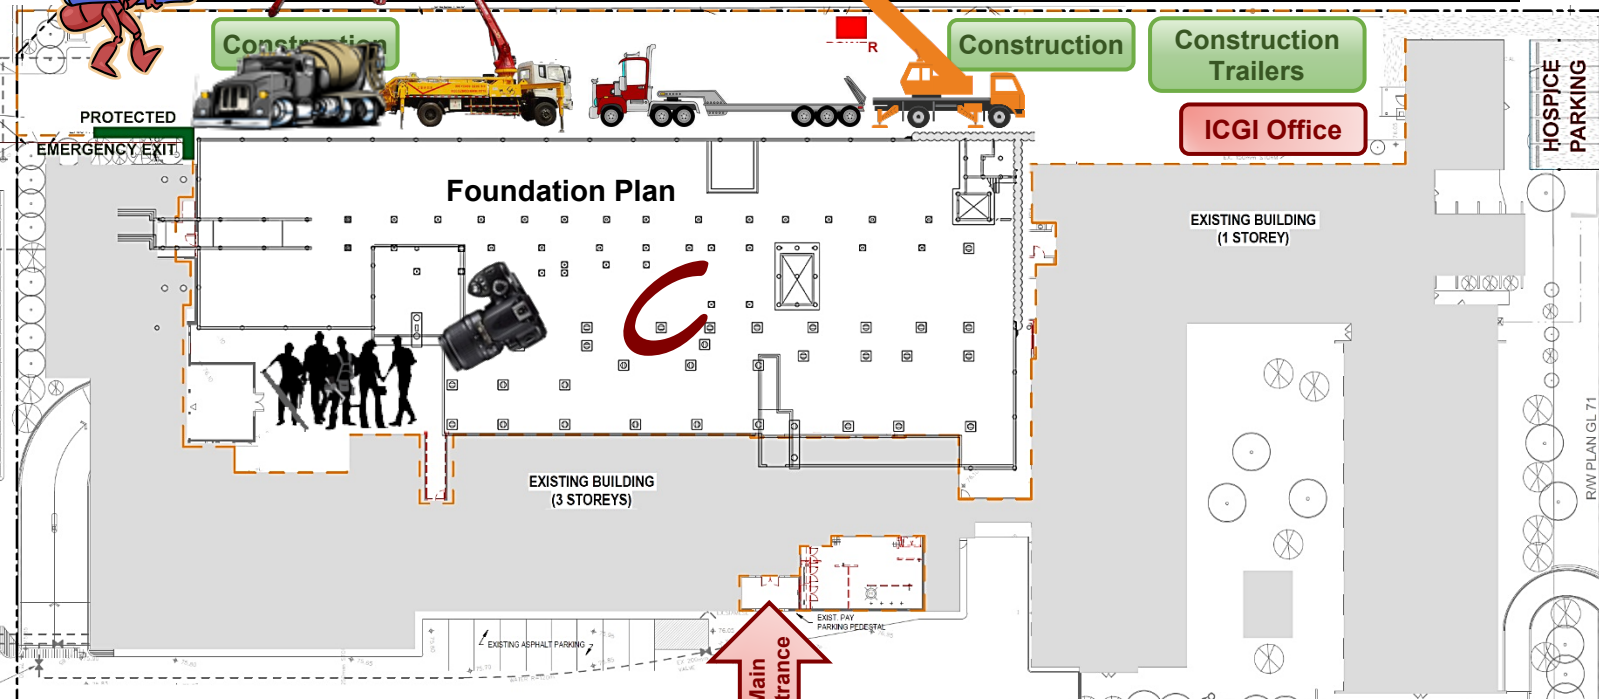 Construction
Construction
Construction
Trailers
ICGI Office
HOSPICE
PARKING
PROTECTED
EMERGENCY EXIT
Foundation Plan
EXISTING BUILDING
(1 STOREY)
EXISTING BUILDING
(3 STOREYS)
R/W PLAN GL 71
EXIST. PAY
PARKING PEDESTAL
EXISTING ASPHALT PARKING
Main